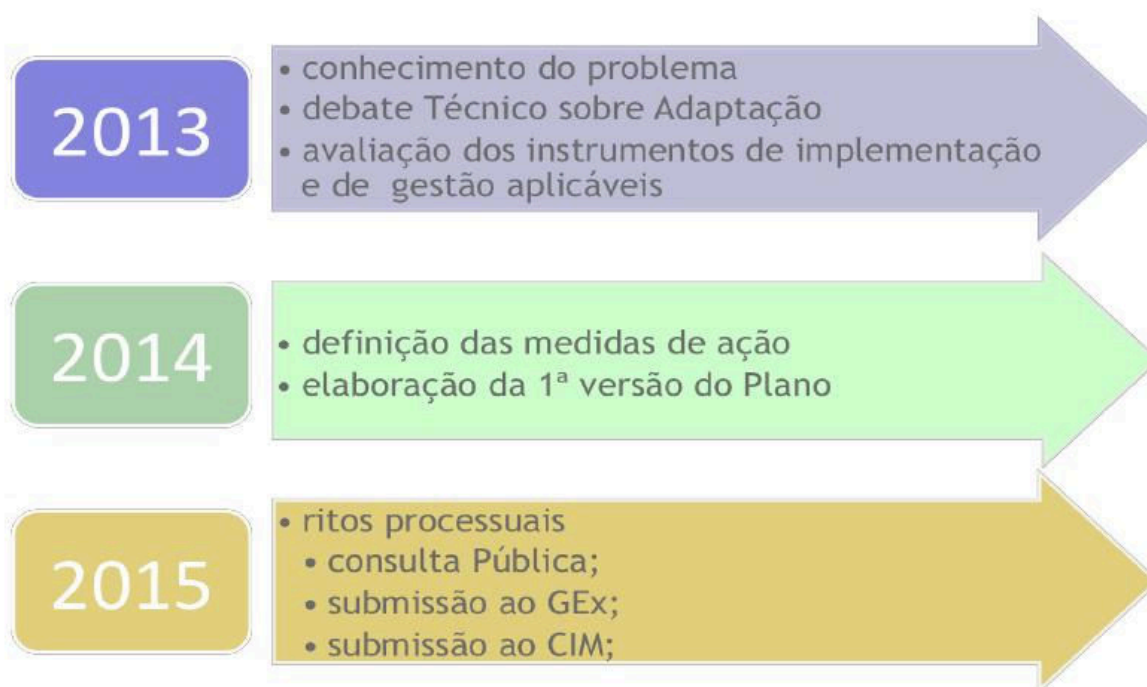 2013
• conhecimento do problema
• debate Técnico sobre Adaptação
• avaliação dos instrumentos de implementação
e de gestão aplicáveis
2014
• definição das medidas de ação
• elaboração da 1ª versão do Plano
2015
• ritos processuais
• consulta Pública;
• submissão ao GEx;
• submissão ao CIM;